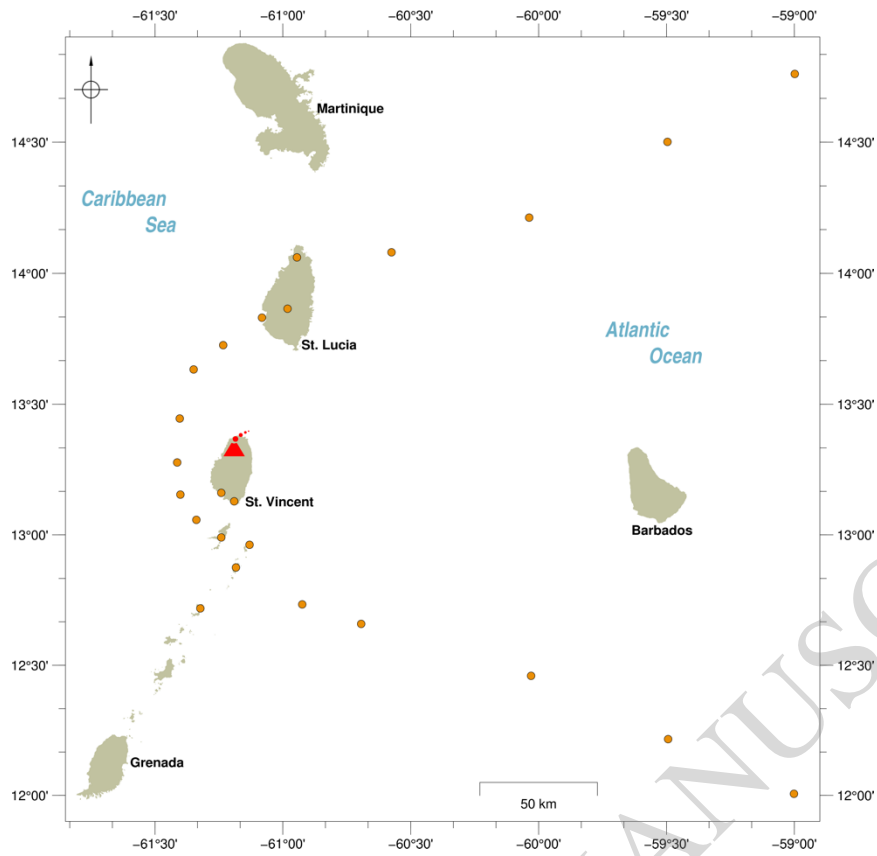 −61°30'
−61°00'
−60°30'
−60°00'
−59°30'
−59°00'
Martinique
14°30'
14°30'
Caribbean
Sea
14°00'
14°00'
Atlantic
Ocean
St. Lucia
13°30'
13°30'
St. Vincent
Barbados
13°00'
13°00'
12°30'
12°30'
Grenada
12°00'
12°00'
50 km
−61°30'
−61°00'
−60°30'
−60°00'
−59°30'
−59°00'
ANUSC